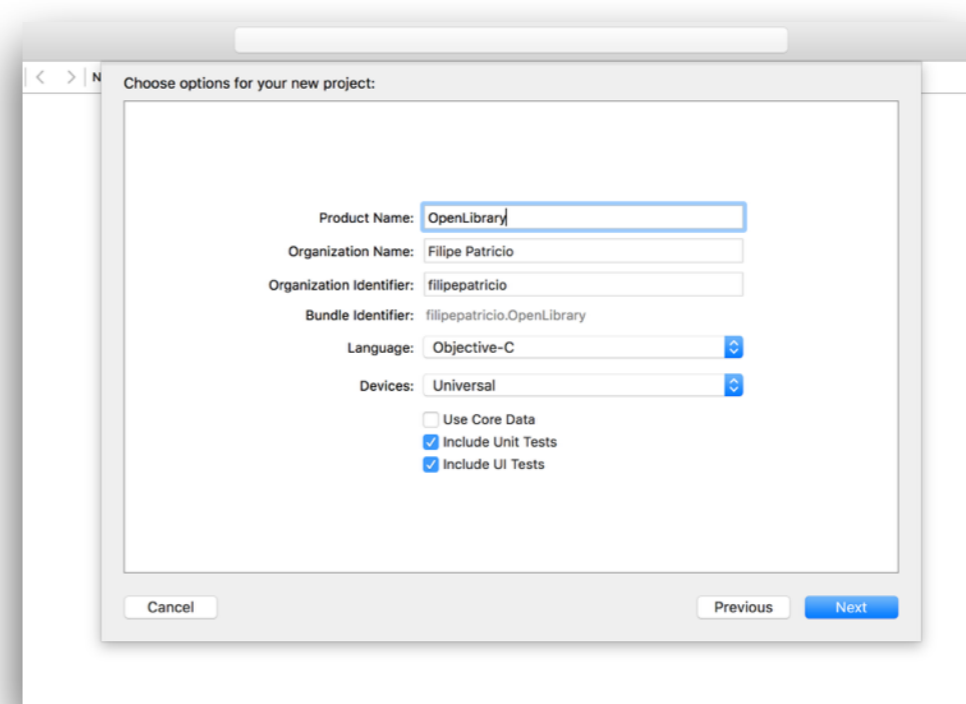 N
Choose options for your new project:
Product Name: OpenLibrary
Organization Name: Filipe Patricio
Organization Identifier: filipepatricio
Bundle Identifier: filipepatricio.OpenLibrary
Language: Objective-C
Devices: Universal
Use Core Data
Include Unit Tests
Include UI Tests
Cancel Previous Next